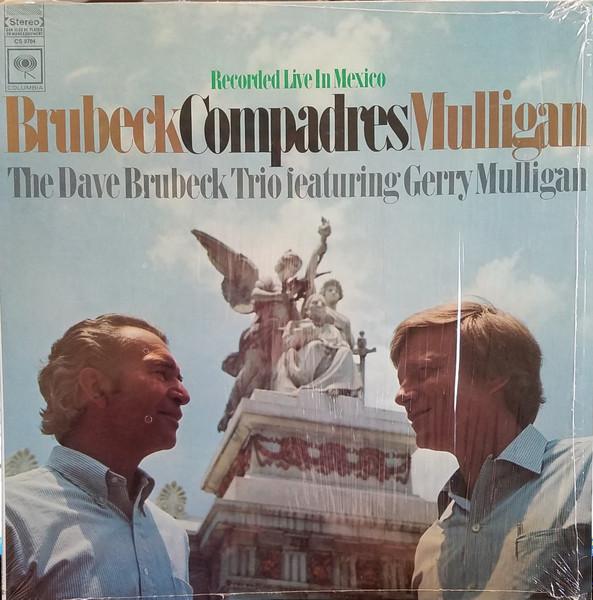 Stereo
CS 9704
COLUMBIA
Recorded Live In Mexico
BrubeckCompadresMulligan
The Dave Brubeck Trio featuring Gerry Mulligan